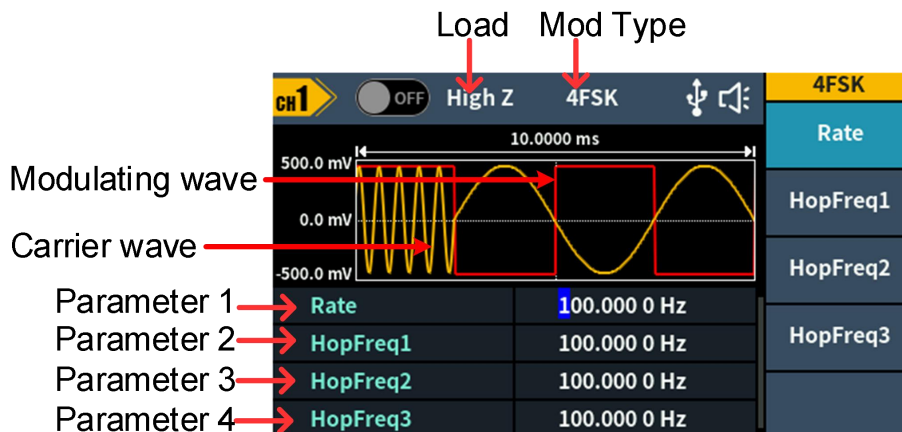 Load Mod Type
CH1 OFF High Z 4FSK 4FSK
10.0000 ms
Rate
500.0 mV
Modulating wave
HopFreq1
0.0 mV
Carrier wave
HopFreq2
-500.0 mV
Parameter 1 Rate 100.000 0 Hz
HopFreq3
Parameter 2 HopFreq1 100.000 0 Hz
Parameter 3 HopFreq2 100.000 0 Hz
Parameter 4 HopFreq3 100.000 0 Hz